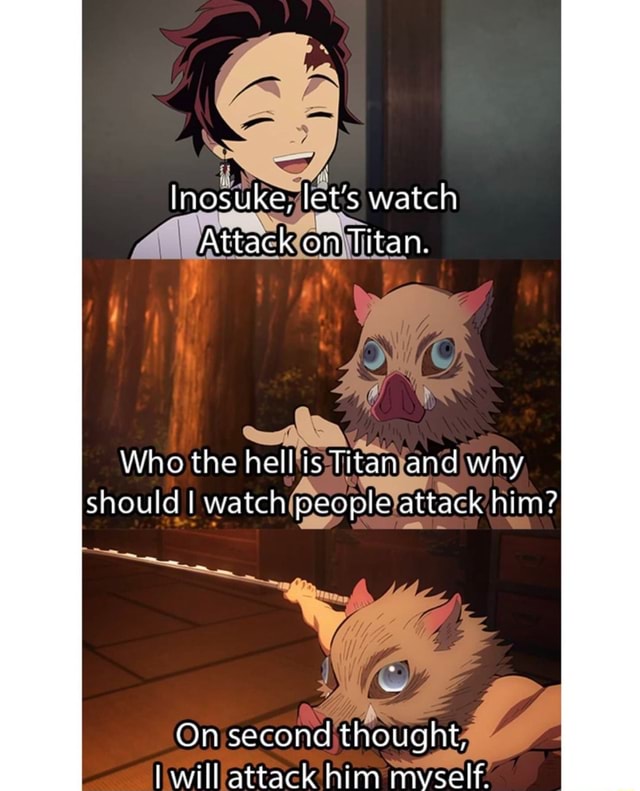 Inosuke, let's watch
Attack on Titan.
Who the hell is Titan and why
should I watch people attack him?
On second thought,
I will attack him myself.